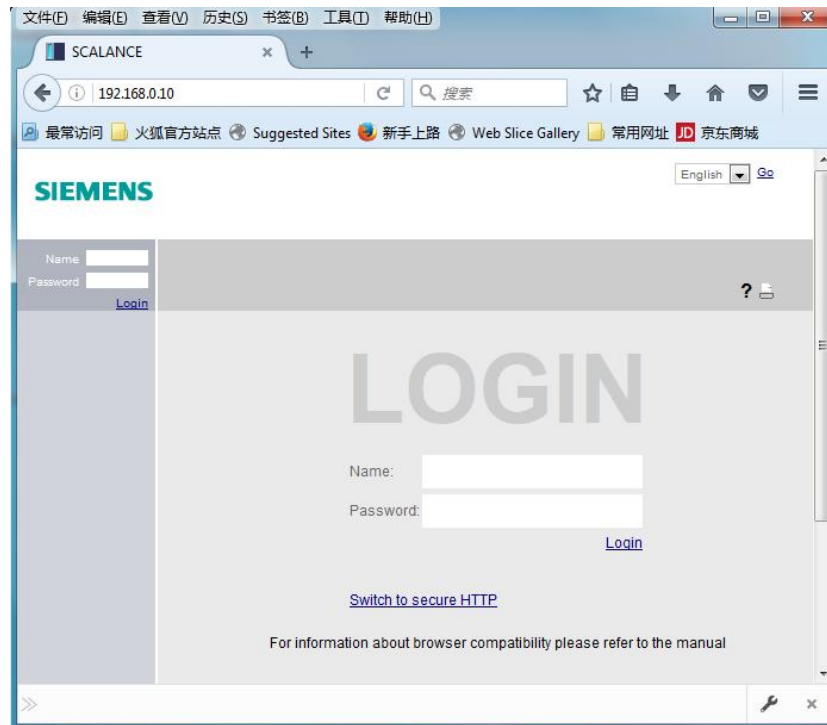 文件(F) 编辑(E) 查看(V) 历史(S) 书签(B) 工具(T) 帮助(H)
SCALANCE
192.168.0.10
搜索
最常访问 火狐官方站点 Suggested Sites 新手上路 Web Slice Gallery 常用网址 JD 京东商城
English Go
SIEMENS
Name
Password
Login
?
LOGIN
Name:
Password:
Login
Switch to secure HTTP
For information about browser compatibility please refer to the manual